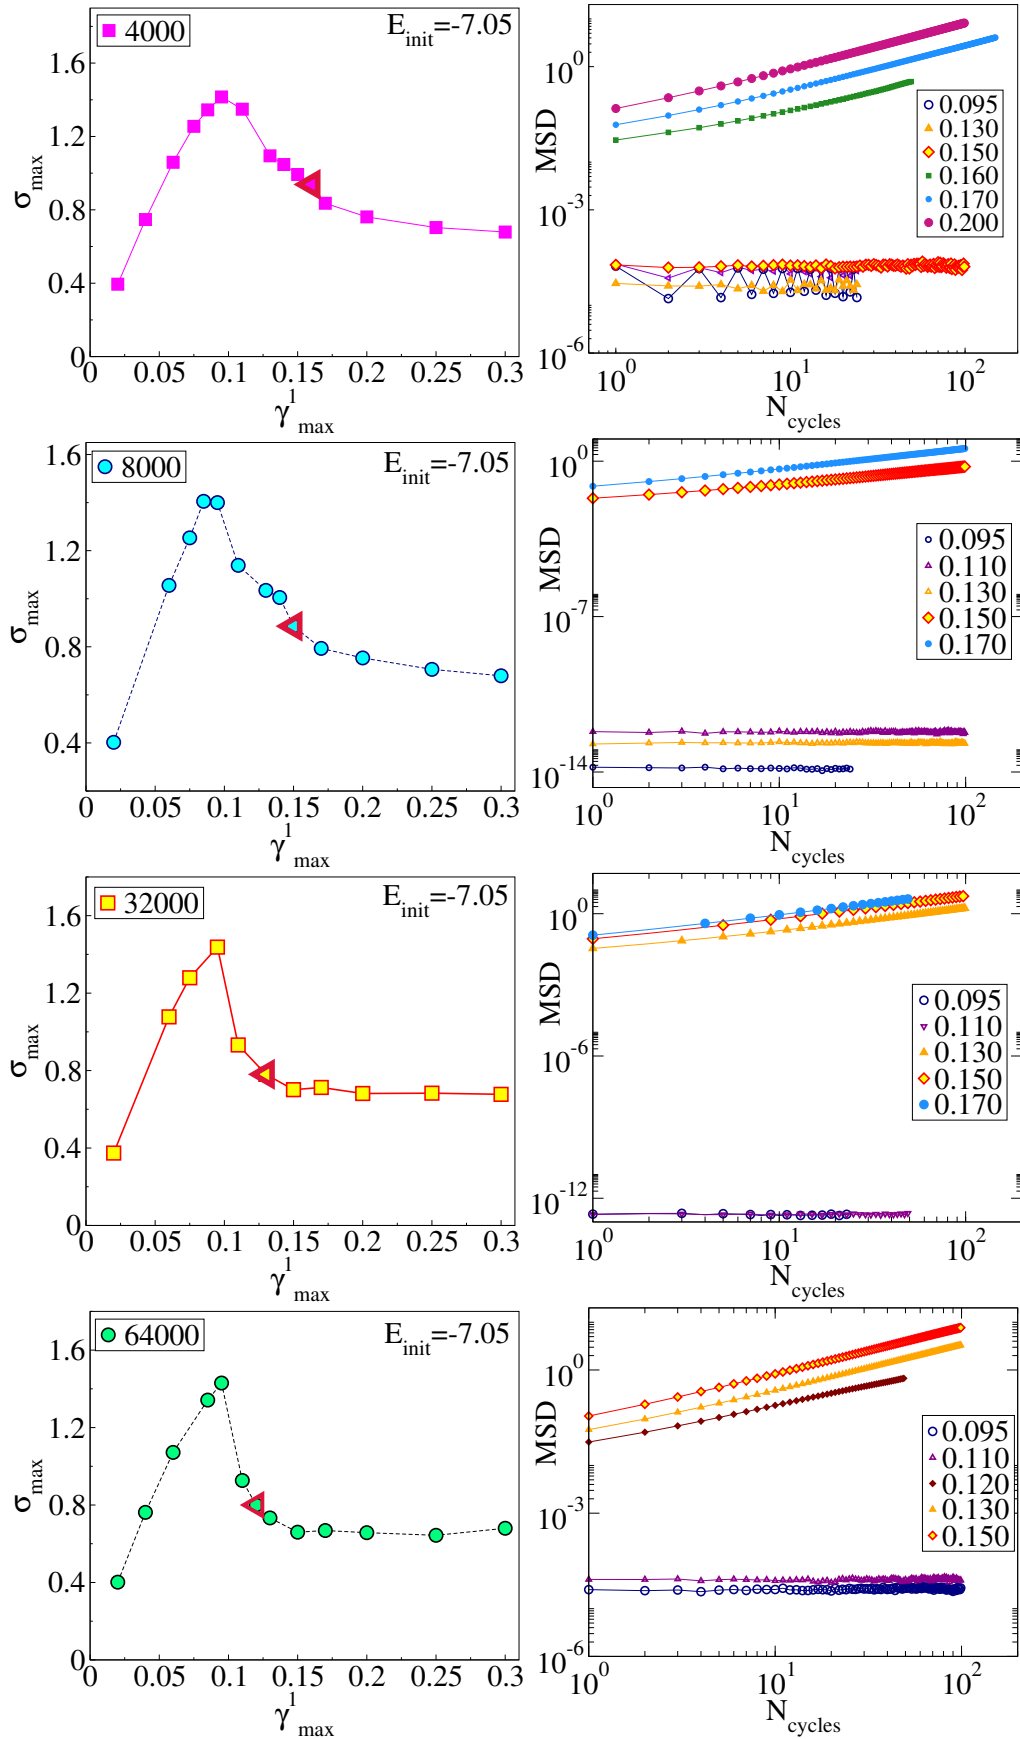 4000
E_init=-7.05
1.6
1.2
0.8
0.4
0
σ_max
0 0.05 0.1 0.15 0.2 0.25 0.3
γ^1_max
10^0
10^-3
10^-6
MSD
0.095
0.130
0.150
0.160
0.170
0.200
10^0 10^1 10^2
N_cycles
8000
E_init=-7.05
1.6
1.2
0.8
0.4
σ_max
0 0.05 0.1 0.15 0.2 0.25 0.3
γ^1_max
10^0
10^-7
10^-14
MSD
0.095
0.110
0.130
0.150
0.170
10^0 10^1 10^2
N_cycles
32000
E_init=-7.05
1.6
1.2
0.8
0.4
0
σ_max
0 0.05 0.1 0.15 0.2 0.25 0.3
γ^1_max
10^0
10^-6
10^-12
MSD
0.095
0.110
0.130
0.150
0.170
10^0 10^1 10^2
N_cycles
64000
E_init=-7.05
1.6
1.2
0.8
0.4
0
σ_max
0 0.05 0.1 0.15 0.2 0.25 0.3
γ^1_max
10^0
10^-3
10^-6
MSD
0.095
0.110
0.120
0.130
0.150
10^0 10^1 10^2
N_cycles